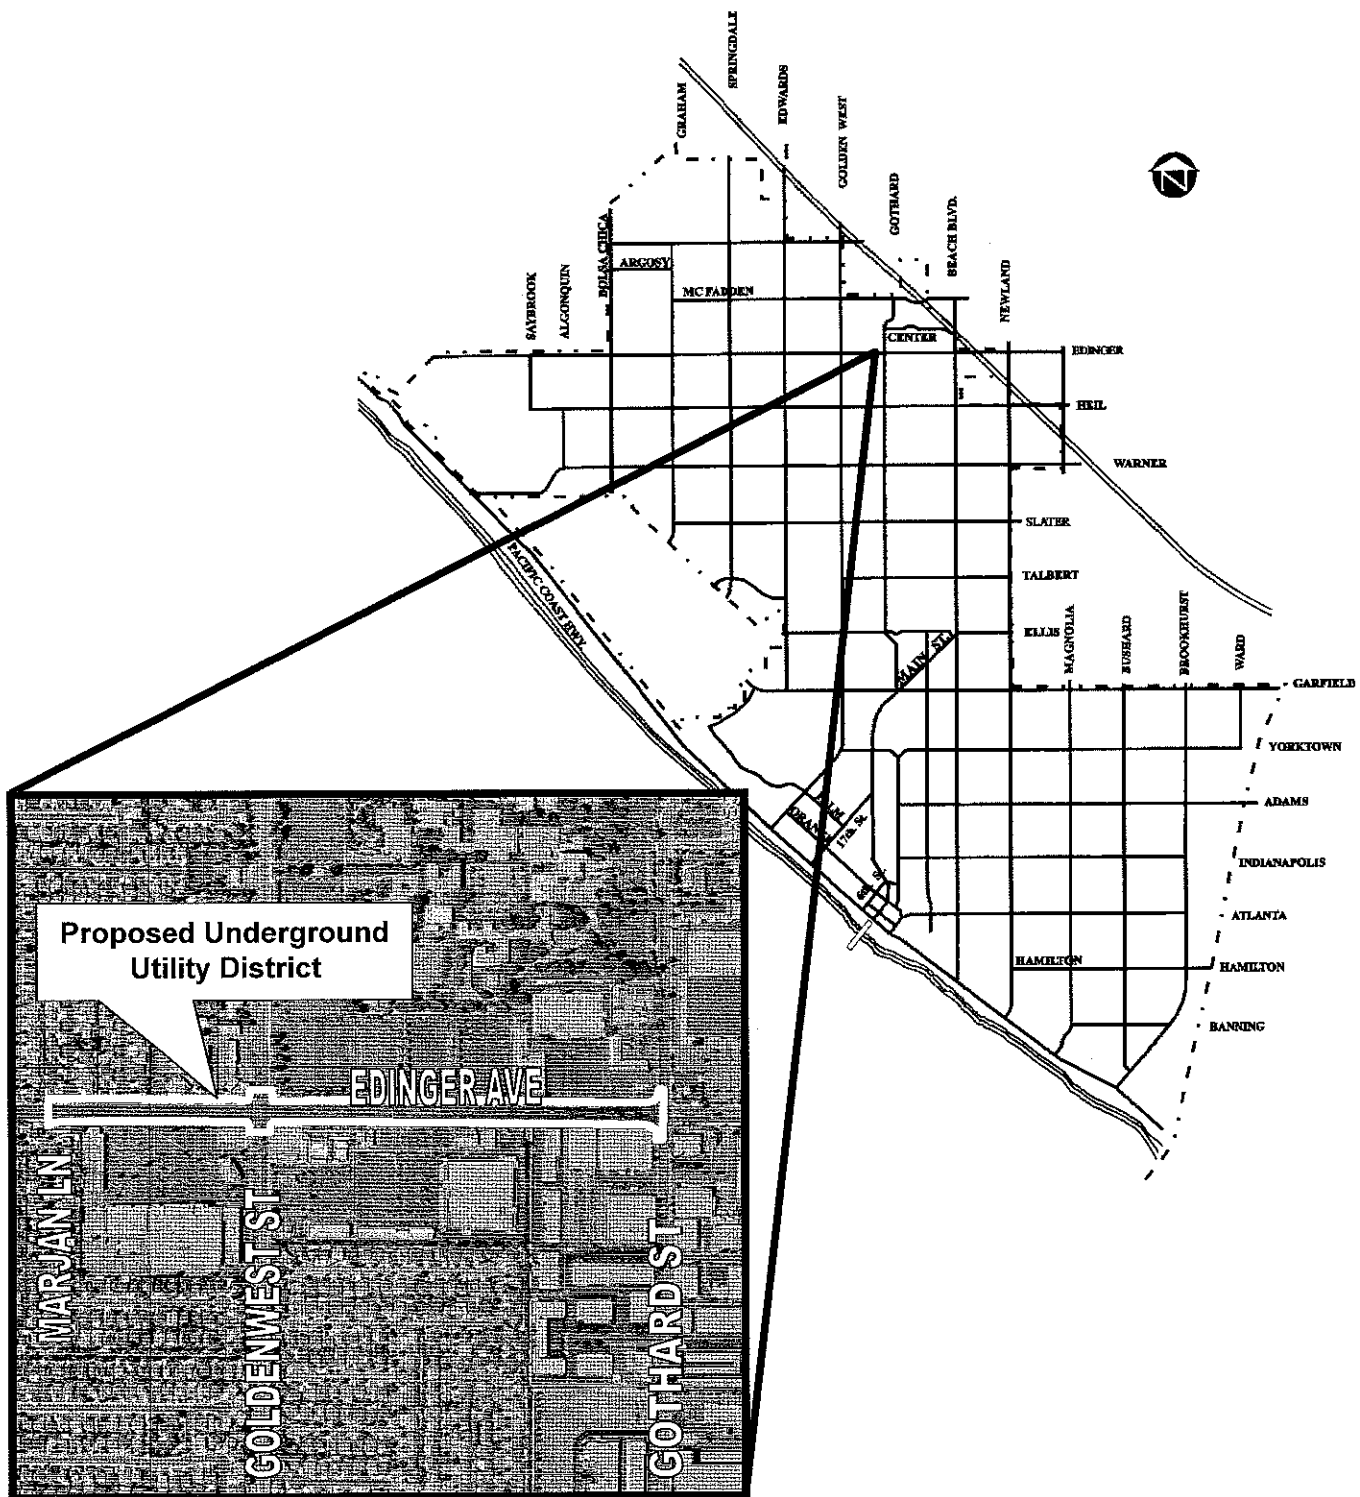 SPRINGDALE
GRAHAM
EDWARDS
GOLDEN WEST
GOTHARD
BEACH BLVD.
NEWLAND
BOLSA CHICA
ALGONQUIN
SAYBROOK
ARGOSY
MC FADDEN
CENTER
EDINGER
HEIL
WARNER
SLATER
TALBERT
ELLIS
MAGNOLIA
BUSHARD
BROOKHURST
WARD
MAIN ST.
GARFIELD
PACIFIC COAST HWY.
YORKTOWN
ADAMS
17th St.
INDIANAPOLIS
6th St.
ATLANTA
HAMILTON
HAMILTON
BANNING
N
Proposed Underground
Utility District
EDINGER AVE
MARJAN LN
GOLDENWEST ST
GOTHARD ST